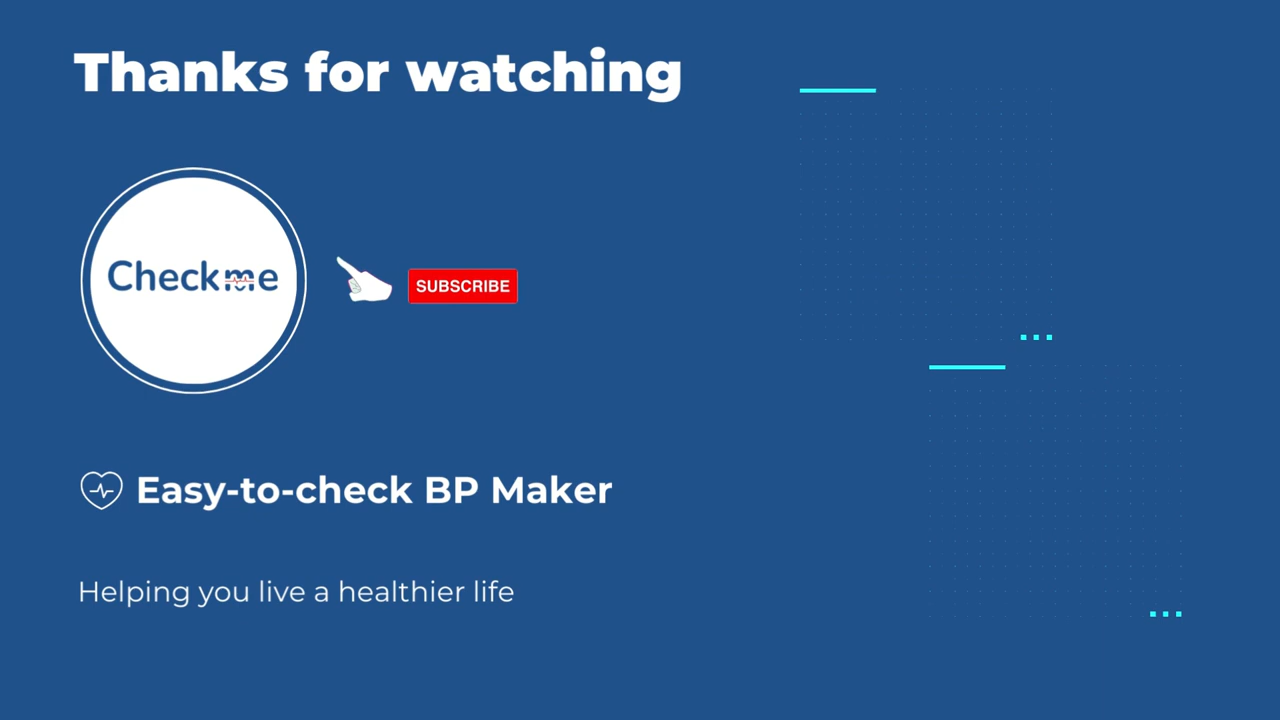 Thanks for watching
Checkme
SUBSCRIBE
Easy-to-check BP Maker
Helping you live a healthier life